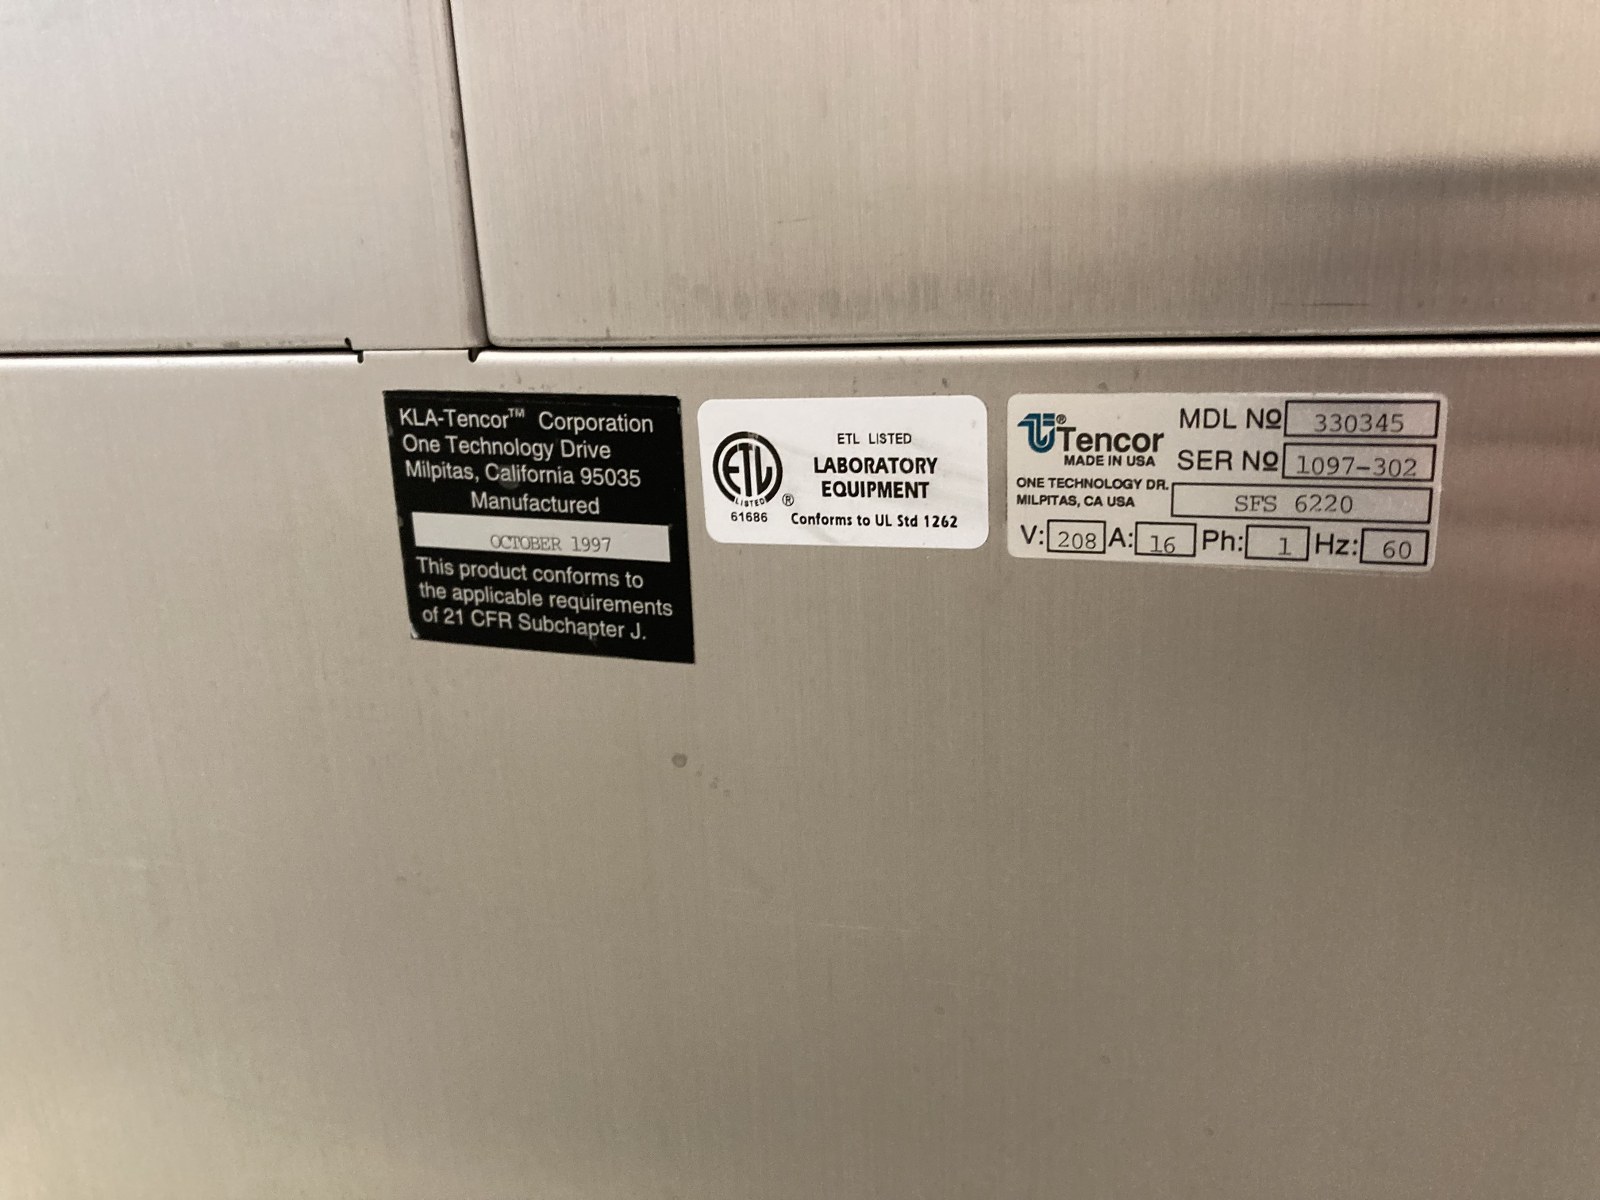 KLA-Tencor™ Corporation
One Technology Drive
Milpitas, California 95035
Manufactured
OCTOBER 1997
This product conforms to
the applicable requirements
of 21 CFR Subchapter J.
ETL LISTED
LABORATORY
EQUIPMENT
Conforms to UL Std 1262
ETL
LISTED
®
61686
Tencor®
MADE IN USA
ONE TECHNOLOGY DR.
MILPITAS, CA USA
MDL Nº 330345
SER Nº 1097-302
SFS 6220
V: 208 A: 16 Ph: 1 Hz: 60